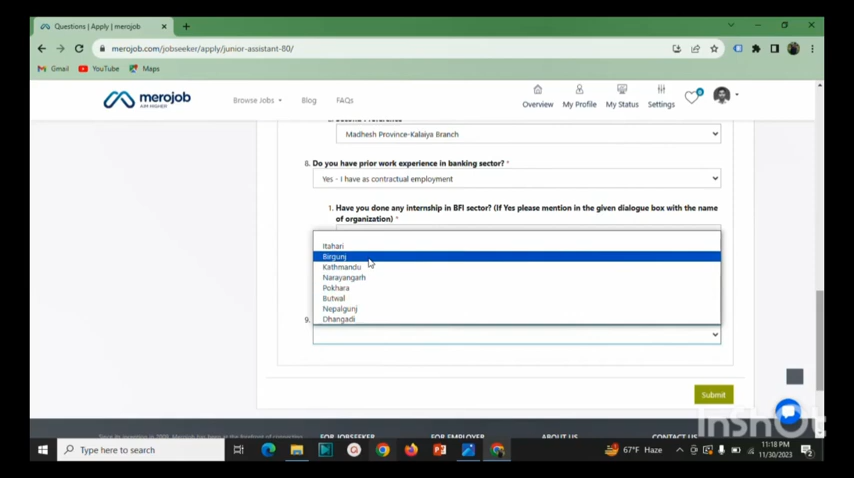 Questions | Apply | merojob
merojob.com/jobseeker/apply/junior-assistant-80/
Gmail YouTube Maps
merojob
AIM HIGHER
Browse Jobs Blog FAQs Overview My Profile My Status Settings 0
Madhesh Province-Kalaiya Branch
8. Do you have prior work experience in banking sector? *
Yes - I have as contractual employment
1. Have you done any internship in BFI sector? (If Yes please mention in the given dialogue box with the name
of organization) *
Itahari
Birgunj
Kathmandu
Narayangarh
Pokhara
Butwal
Nepalgunj
Dhangadi
9.
Submit
InShOt
FOR JOBSEEKER FOR EMPLOYER ABOUT US CONTACT US
Type here to search
67°F Haze
11:18 PM
11/30/2023
2